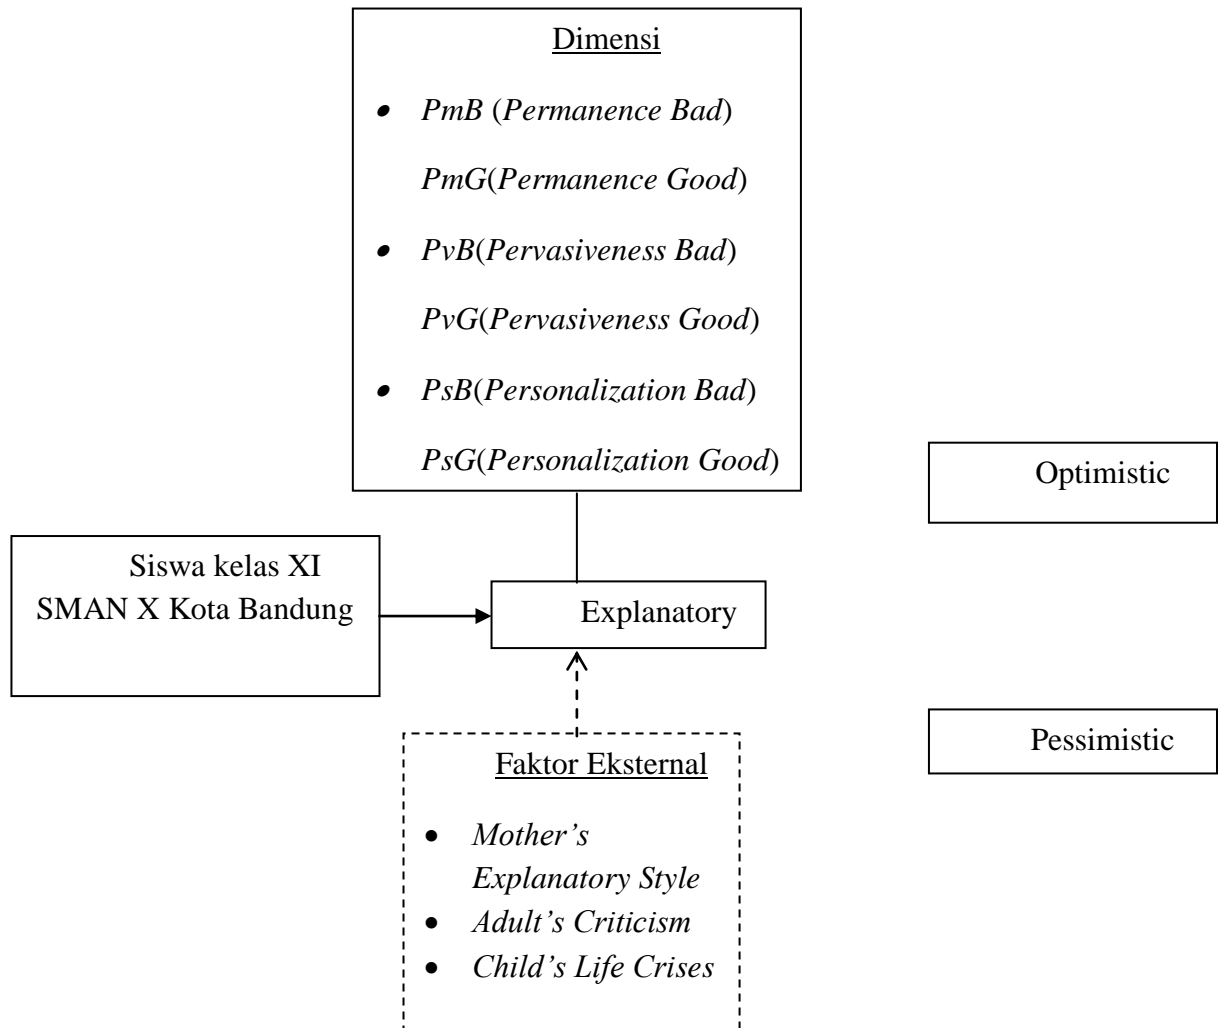 Dimensi
• PmB (Permanence Bad)
PmG(Permanence Good)
• PvB(Pervasiveness Bad)
PvG(Pervasiveness Good)
• PsB(Personalization Bad)
PsG(Personalization Good)
Optimistic
Siswa kelas XI
SMAN X Kota Bandung
Explanatory
Pessimistic
Faktor Eksternal
• Mother’s
Explanatory Style
• Adult’s Criticism
• Child’s Life Crises